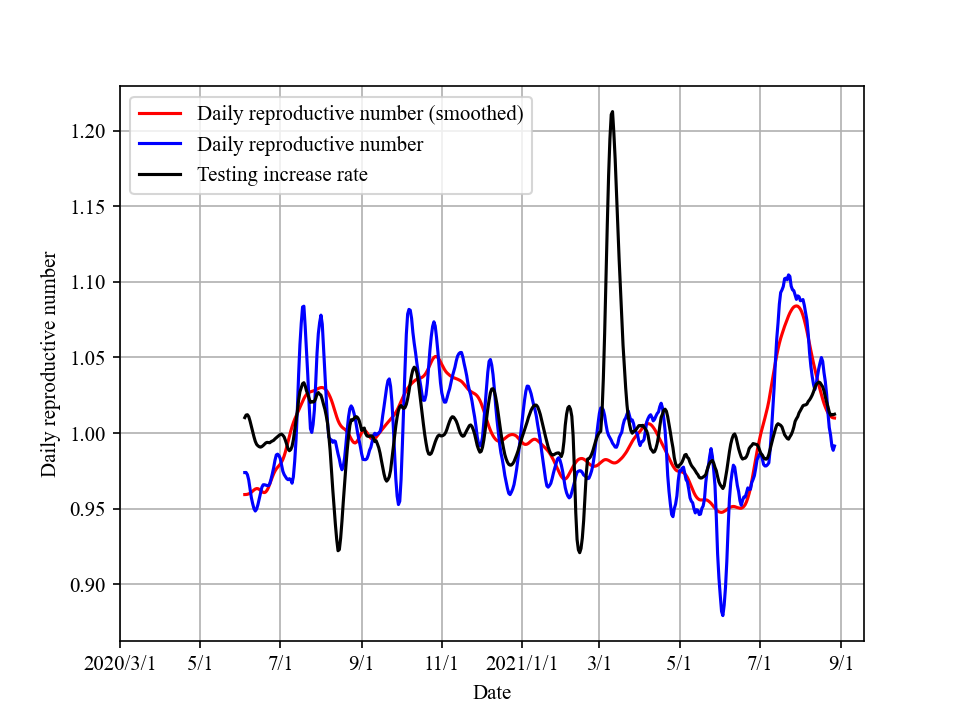 Daily reproductive number (smoothed)
Daily reproductive number
Testing increase rate
Daily reproductive number
1.20
1.15
1.10
1.05
1.00
0.95
0.90
2020/3/1 5/1 7/1 9/1 11/1 2021/1/1 3/1 5/1 7/1 9/1
Date